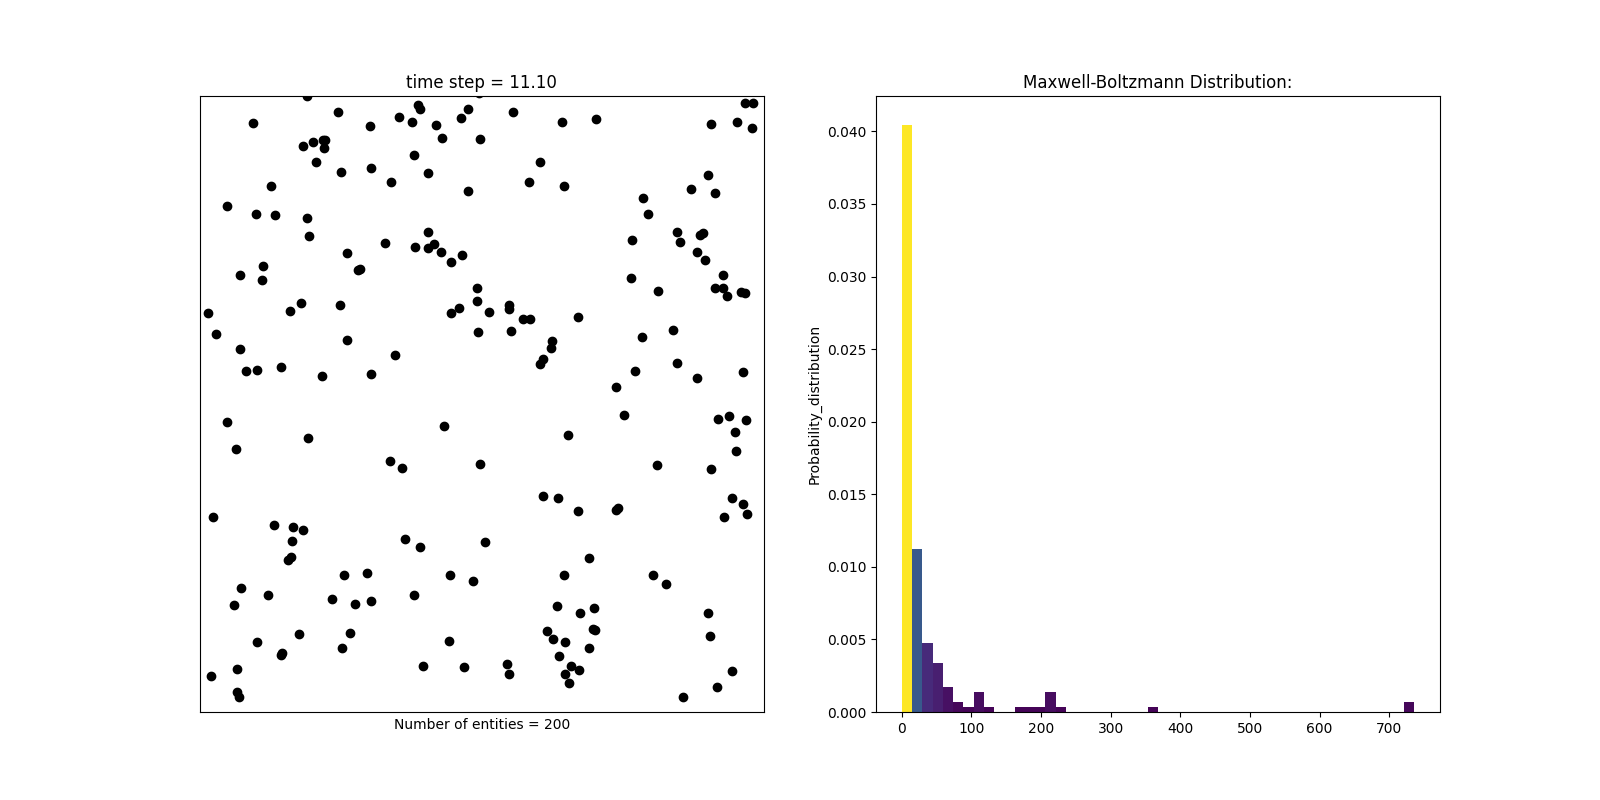 time step = 11.10
Number of entities = 200
Maxwell-Boltzmann Distribution:
Probability_distribution
0.040
0.035
0.030
0.025
0.020
0.015
0.010
0.005
0.000
0 100 200 300 400 500 600 700